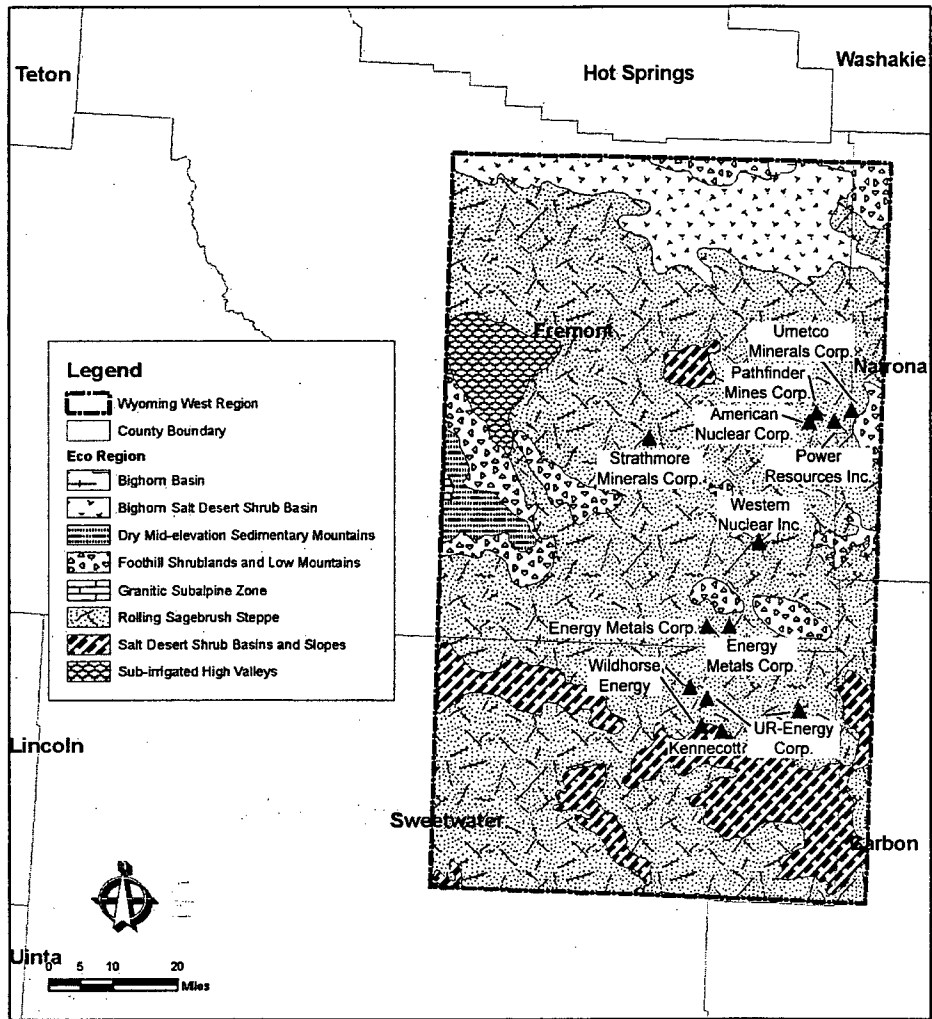 Teton
Hot Springs
Washakie
Fremont
Umetco
Minerals Corp.
Natrona
Pathfinder
Mines Corp.
American
Nuclear Corp.
Strathmore
Minerals Corp.
Power
Resources Inc.
Western
Nuclear Inc.
Energy Metals Corp.
Energy
Metals Corp.
Wildhorse
Energy
UR-Energy
Corp.
Kennecott
Legend
Wyoming West Region
County Boundary
Eco Region
Bighorn Basin
Bighorn Salt Desert Shrub Basin
Dry Mid-elevation Sedimentary Mountains
Foothill Shrublands and Low Mountains
Granitic Subalpine Zone
Rolling Sagebrush Steppe
Salt Desert Shrub Basins and Slopes
Sub-irrigated High Valleys
Lincoln
Sweetwater
Carbon
Uinta
0 5 10 20
Miles